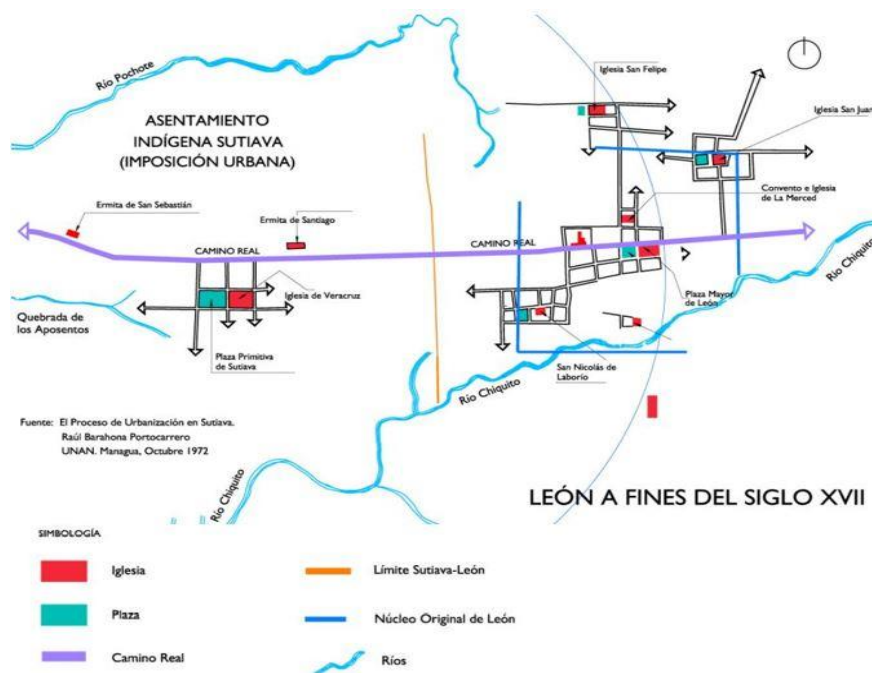 Río Pochote
ASENTAMIENTO
INDÍGENA SUTIAVA
(IMPOSICIÓN URBANA)
Iglesia San Felipe
Iglesia San Juan
Convento e Iglesia
de La Merced
Ermita de San Sebastián
Ermita de Santiago
CAMINO REAL
CAMINO REAL
Río Chiquito
Iglesia de Veracruz
Plaza Mayor
de León
Quebrada de
los Aposentos
Plaza Primitiva
de Sutiava
San Nicolás de
Laborío
Río Chiquito
Fuente: El Proceso de Urbanización en Sutiava.
Raúl Barahona Portocarrero
UNAN. Managua, Octubre 1972
Río Chiquito
LEÓN A FINES DEL SIGLO XVII
SIMBOLOGÍA
Iglesia
Límite Sutiava-León
Plaza
Núcleo Original de León
Camino Real
Ríos